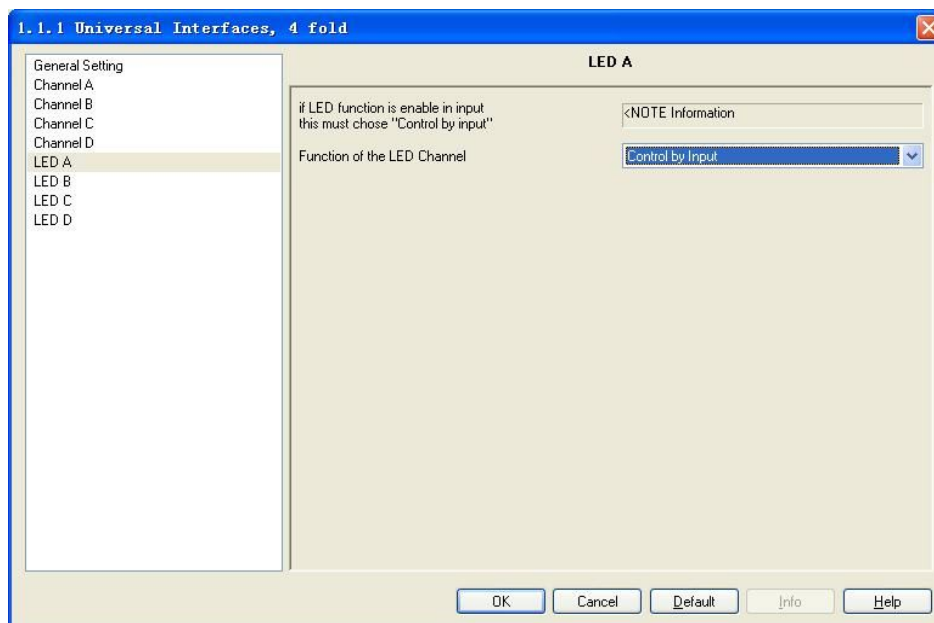 1.1.1 Universal Interfaces, 4 fold
General Setting
Channel A
Channel B
Channel C
Channel D
LED A
LED B
LED C
LED D
LED A
if LED function is enable in input
this must chose "Control by input"
<NOTE Information
Function of the LED Channel
Control by Input
OK
Cancel
Default
Info
Help